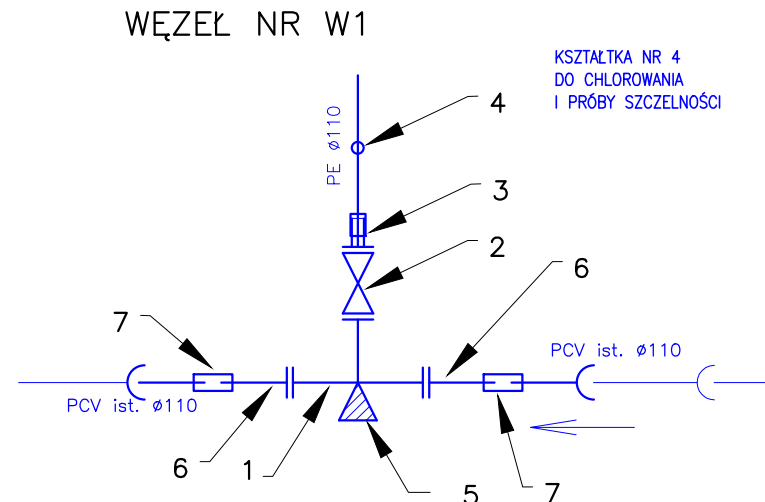 WĘZEŁ NR W1
KSZTAŁTKA NR 4
DO CHLOROWANIA
I PRÓBY SZCZELNOŚCI
4
PE ø110
3
2
6
7
PCV ist. ø110
PCV ist. ø110
6
1
5
7